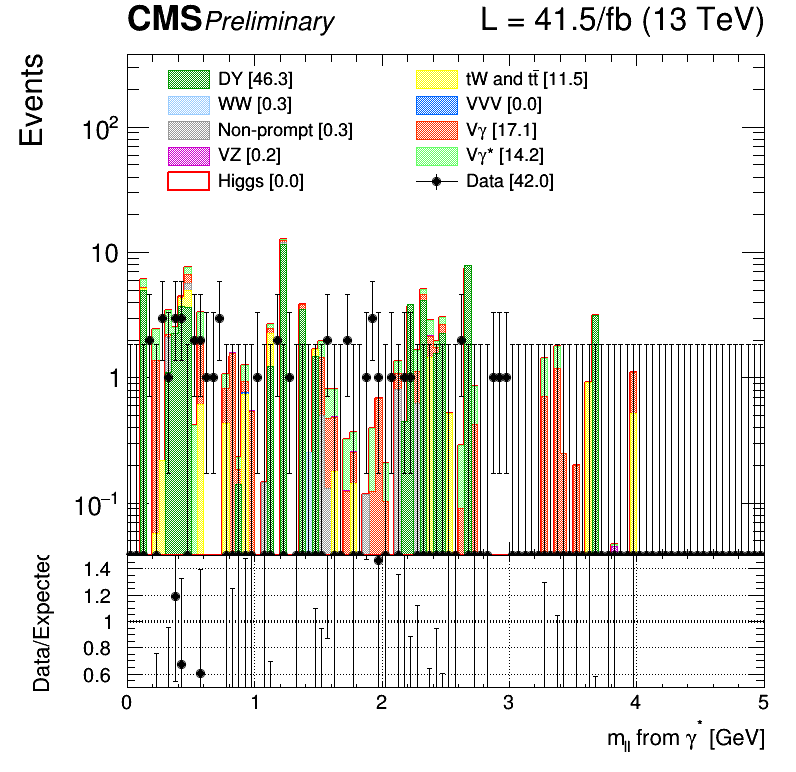 CMS Preliminary L = 41.5/fb (13 TeV)
Events
DY [46.3] tW and tt̄ [11.5]
WW [0.3] VVV [0.0]
Non-prompt [0.3] Vγ [17.1]
VZ [0.2] Vγ* [14.2]
Higgs [0.0] Data [42.0]
10²
10
1
10⁻¹
Data/Expected
1.4
1.2
1
0.8
0.6
0 1 2 3 4 5
m_ll from γ* [GeV]